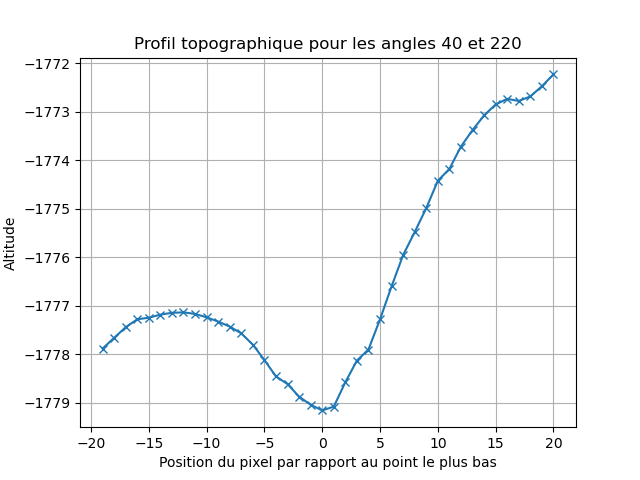 Profil topographique pour les angles 40 et 220
−1772
−1773
−1774
−1775
−1776
−1777
−1778
−1779
Altitude
−20 −15 −10 −5 0 5 10 15 20
Position du pixel par rapport au point le plus bas